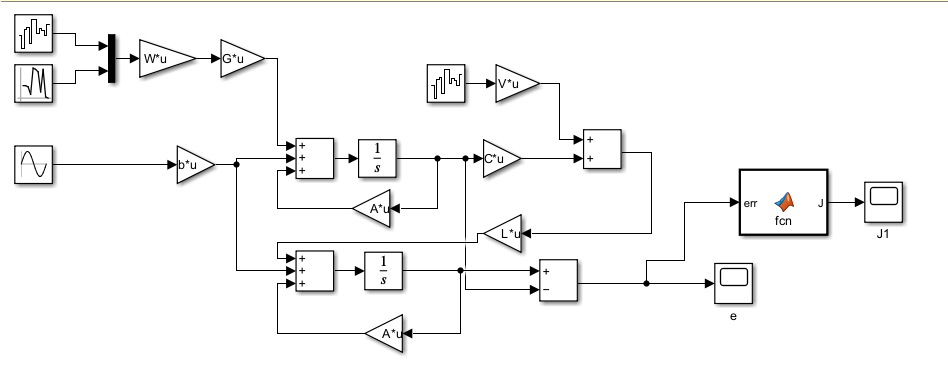 W*u
G*u
V*u
+
+
b*u
+
+
+
1
s
C*u
A*u
L*u
err
fcn
J
J1
+
+
+
1
s
+
−
e
A*u